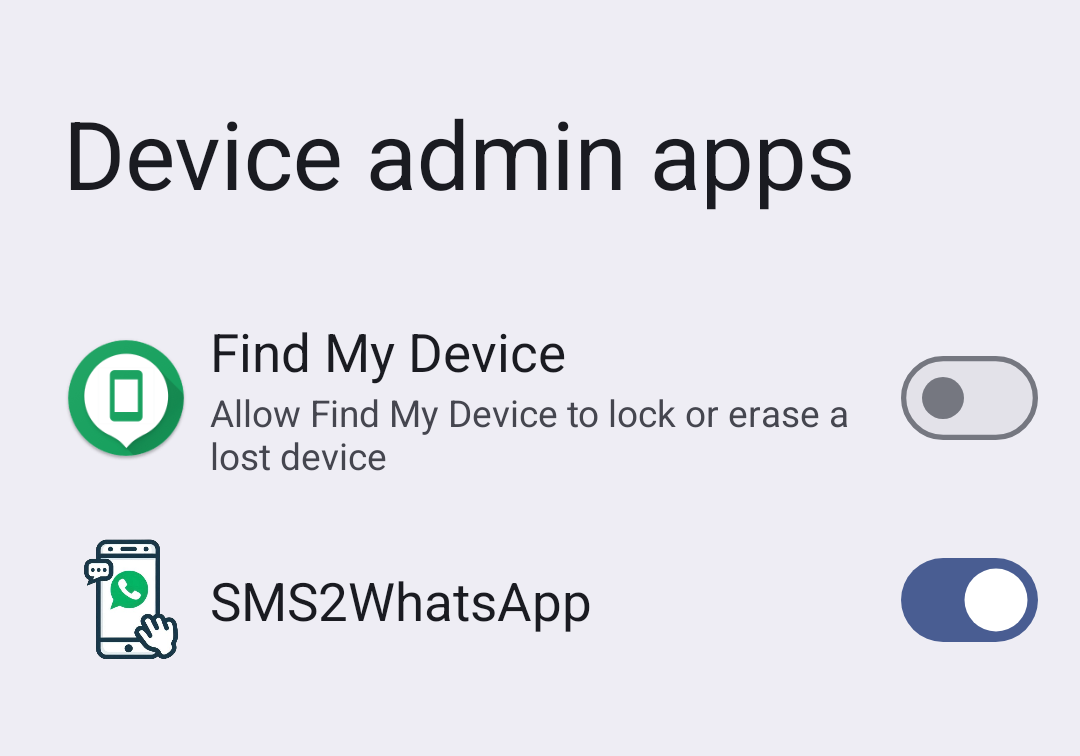 Device admin apps
Find My Device
Allow Find My Device to lock or erase a
lost device
SMS2WhatsApp